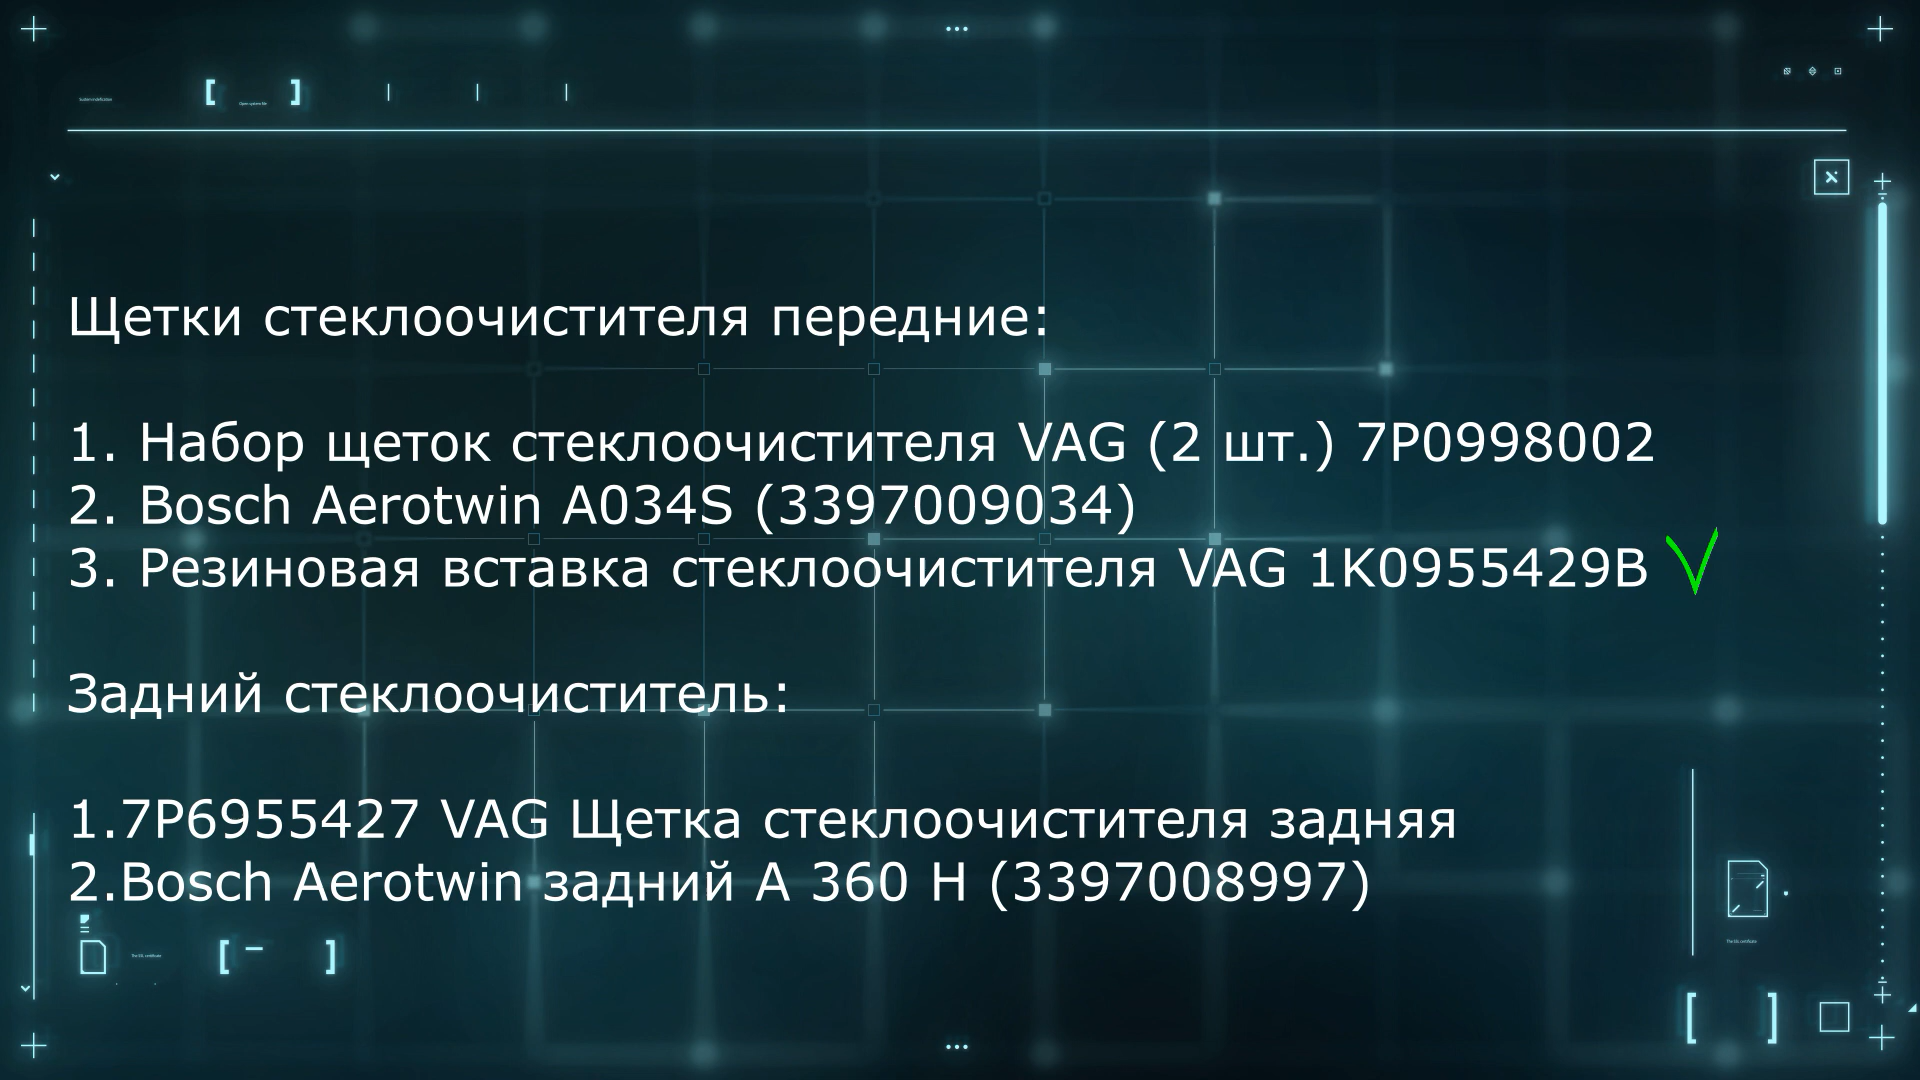 Щетки стеклоочистителя передние:
1. Набор щеток стеклоочистителя VAG (2 шт.) 7P0998002
2. Bosch Aerotwin A034S (3397009034)
3. Резиновая вставка стеклоочистителя VAG 1K0955429B
Задний стеклоочиститель:
1.7P6955427 VAG Щетка стеклоочистителя задняя
2.Bosch Aerotwin задний A 360 H (3397008997)